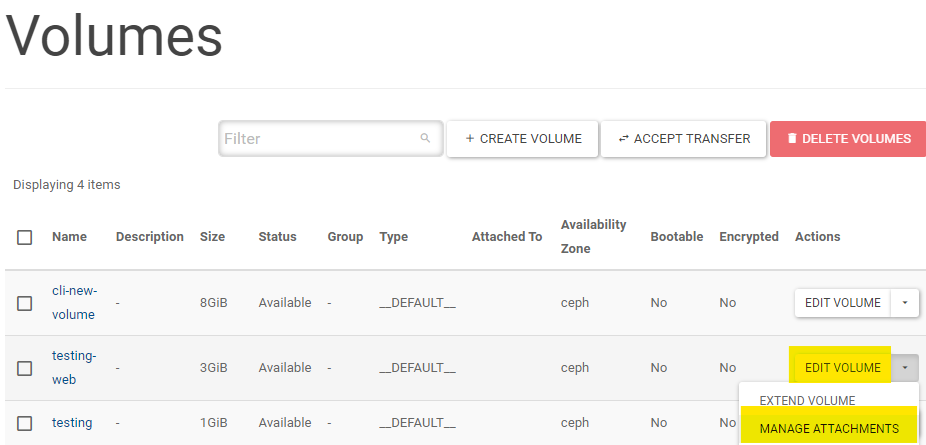 Volumes
Filter
+ CREATE VOLUME
ACCEPT TRANSFER
DELETE VOLUMES
Displaying 4 items
Name Description Size Status Group Type Attached To Availability Zone Bootable Encrypted Actions
cli-new-volume - 8GiB Available - __DEFAULT__ ceph No No EDIT VOLUME
testing-web - 3GiB Available - __DEFAULT__ ceph No No EDIT VOLUME
EXTEND VOLUME
testing - 1GiB Available - __DEFAULT__ ceph No No MANAGE ATTACHMENTS